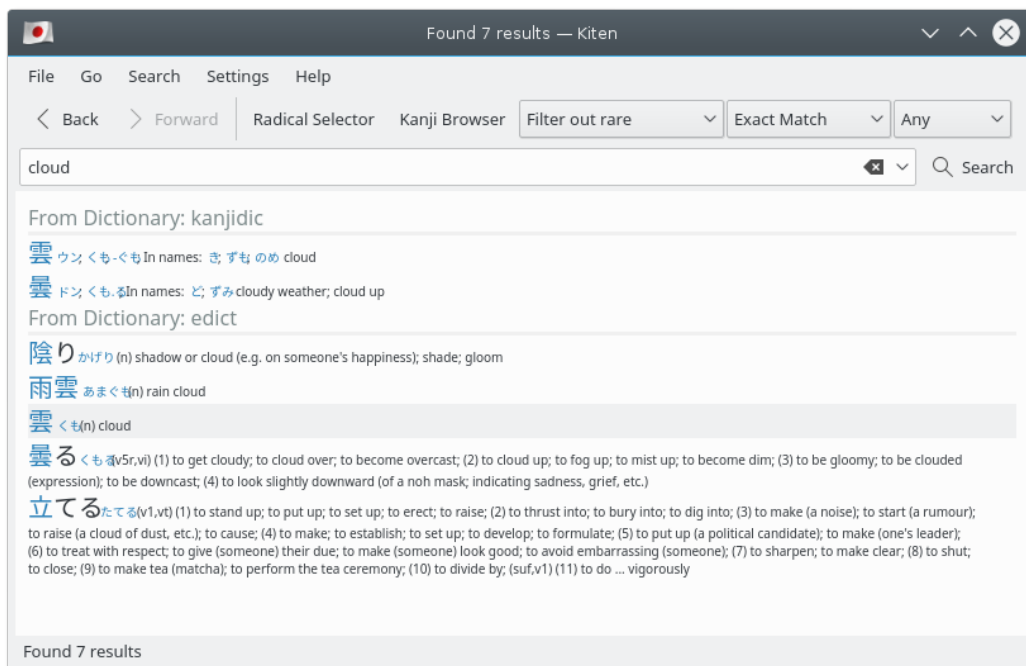 Found 7 results — Kiten
File Go Search Settings Help
Back Forward Radical Selector Kanji Browser Filter out rare Exact Match Any
cloud Search
From Dictionary: kanjidic
雲 ウン; くも; -ぐも; In names: き; ずも; のめ cloud
曇 ドン; くも.る; In names: ど; ずみ cloudy weather; cloud up
From Dictionary: edict
陰り かげり (n) shadow or cloud (e.g. on someone's happiness); shade; gloom
雨雲 あまぐも (n) rain cloud
雲 くも (n) cloud
曇る くもる (v5r,vi) (1) to get cloudy; to cloud over; to become overcast; (2) to cloud up; to fog up; to mist up; to become dim; (3) to be gloomy; to be clouded
(expression); to be downcast; (4) to look slightly downward (of a noh mask; indicating sadness, grief, etc.)
立てる たてる (v1,vt) (1) to stand up; to put up; to set up; to erect; to raise; (2) to thrust into; to bury into; to dig into; (3) to make (a noise); to start (a rumour);
to raise (a cloud of dust, etc.); to cause; (4) to make; to establish; to set up; to develop; to formulate; (5) to put up (a political candidate); to make (one's leader);
(6) to treat with respect; to give (someone) their due; to make (someone) look good; to avoid embarrassing (someone); (7) to sharpen; to make clear; (8) to shut;
to close; (9) to make tea (matcha); to perform the tea ceremony; (10) to divide by; (suf,v1) (11) to do ... vigorously
Found 7 results